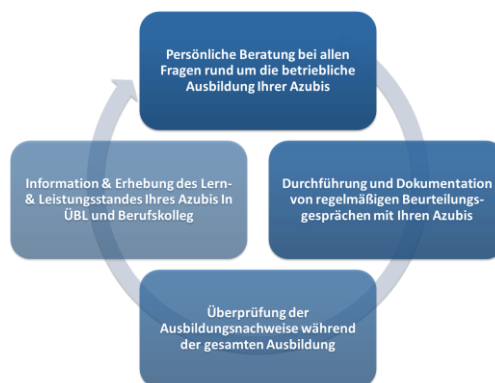 Persönliche Beratung bei allen
Fragen rund um die betriebliche
Ausbildung Ihrer Azubis
Durchführung und Dokumentation
von regelmäßigen Beurteilungs-
gesprächen mit Ihren Azubis
Überprüfung der
Ausbildungsnachweise während
der gesamten Ausbildung
Information & Erhebung des Lern-
& Leistungsstandes Ihres Azubis In
ÜBL und Berufskolleg